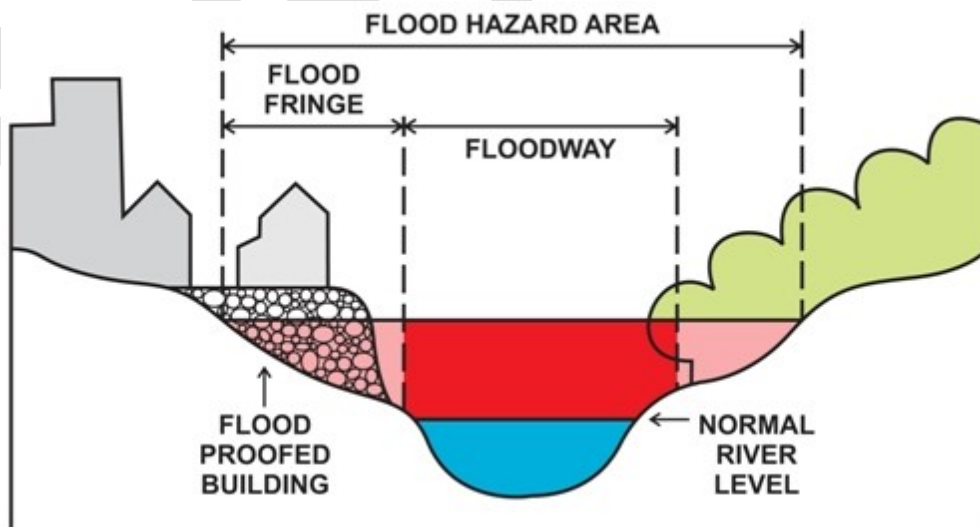 FLOOD HAZARD AREA
FLOOD
FRINGE
FLOODWAY
FLOOD
PROOFED
BUILDING
NORMAL
RIVER
LEVEL